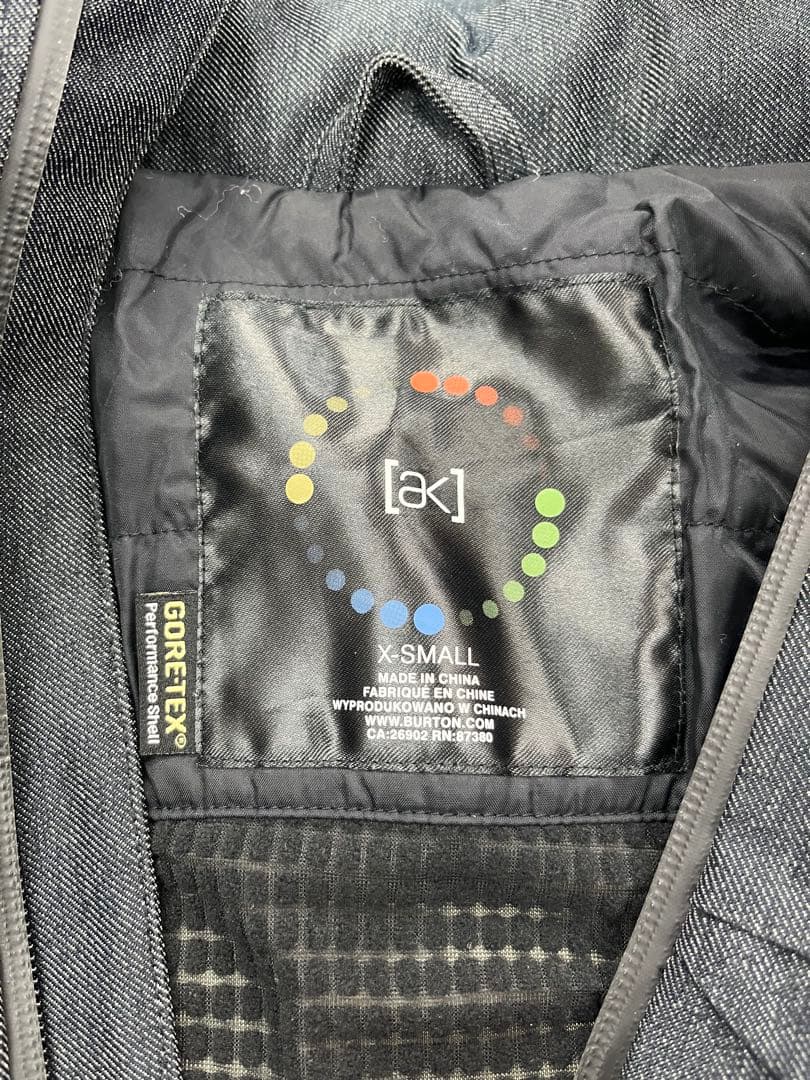 [ak]
X-SMALL
MADE IN CHINA
FABRIQUÉ EN CHINE
WYPRODUKOWANO W CHINACH
WWW.BURTON.COM
CA:26902 RN:87380
GORE-TEX®
Performance Shell